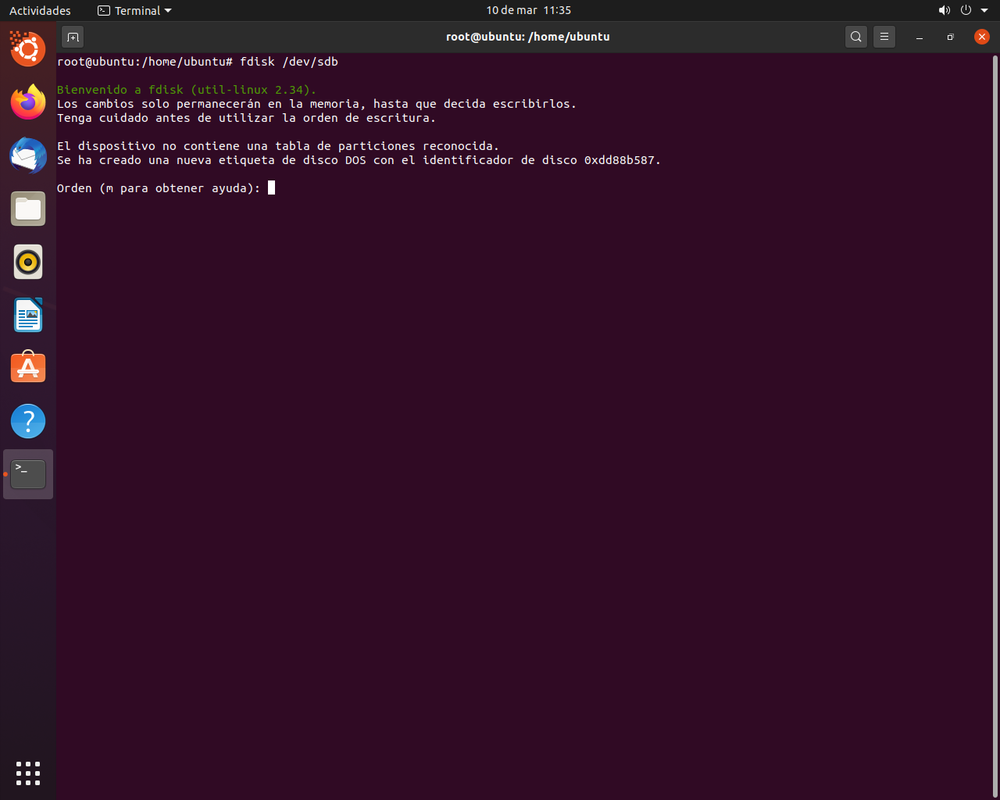 Actividades
Terminal
10 de mar 11:35
root@ubuntu: /home/ubuntu
root@ubuntu:/home/ubuntu# fdisk /dev/sdb
Bienvenido a fdisk (util-linux 2.34).
Los cambios solo permanecerán en la memoria, hasta que decida escribirlos.
Tenga cuidado antes de utilizar la orden de escritura.
El dispositivo no contiene una tabla de particiones reconocida.
Se ha creado una nueva etiqueta de disco DOS con el identificador de disco 0xdd88b587.
Orden (m para obtener ayuda):